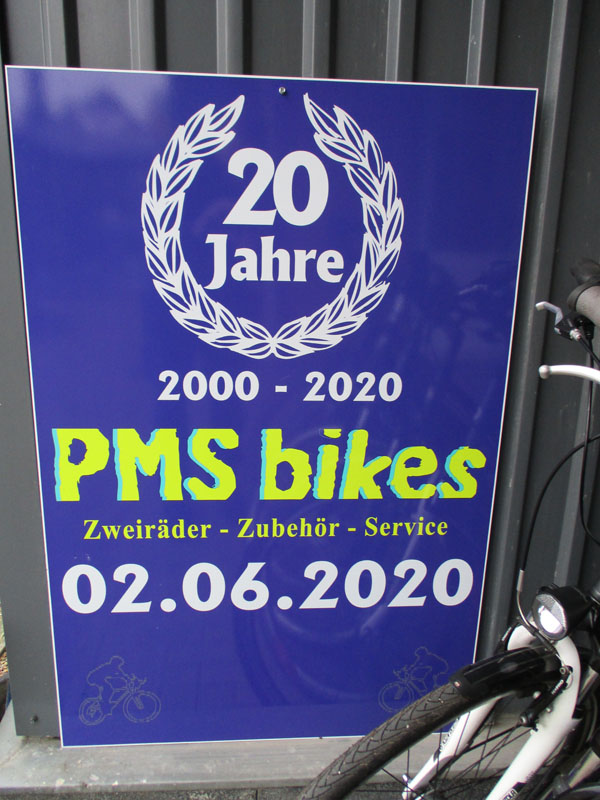 20
Jahre
2000 - 2020
PMS bikes
Zweiräder - Zubehör - Service
02.06.2020